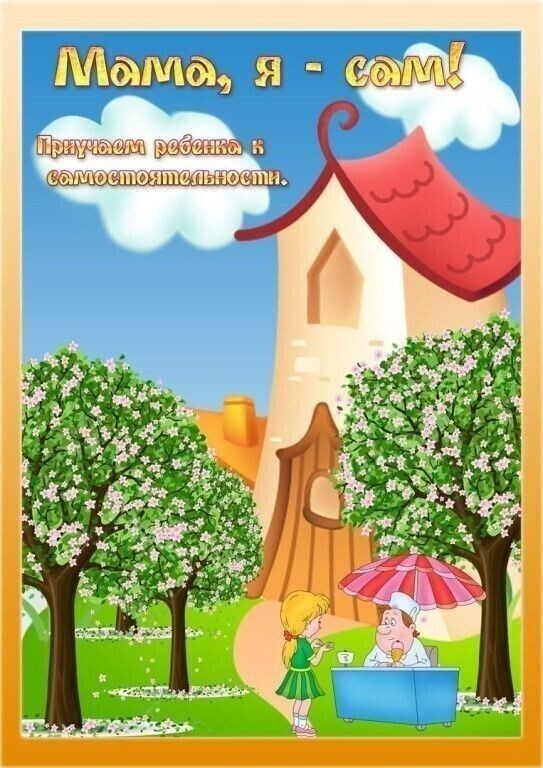 Мама, я - сам!
Приучаем ребенка к
самостоятельности.